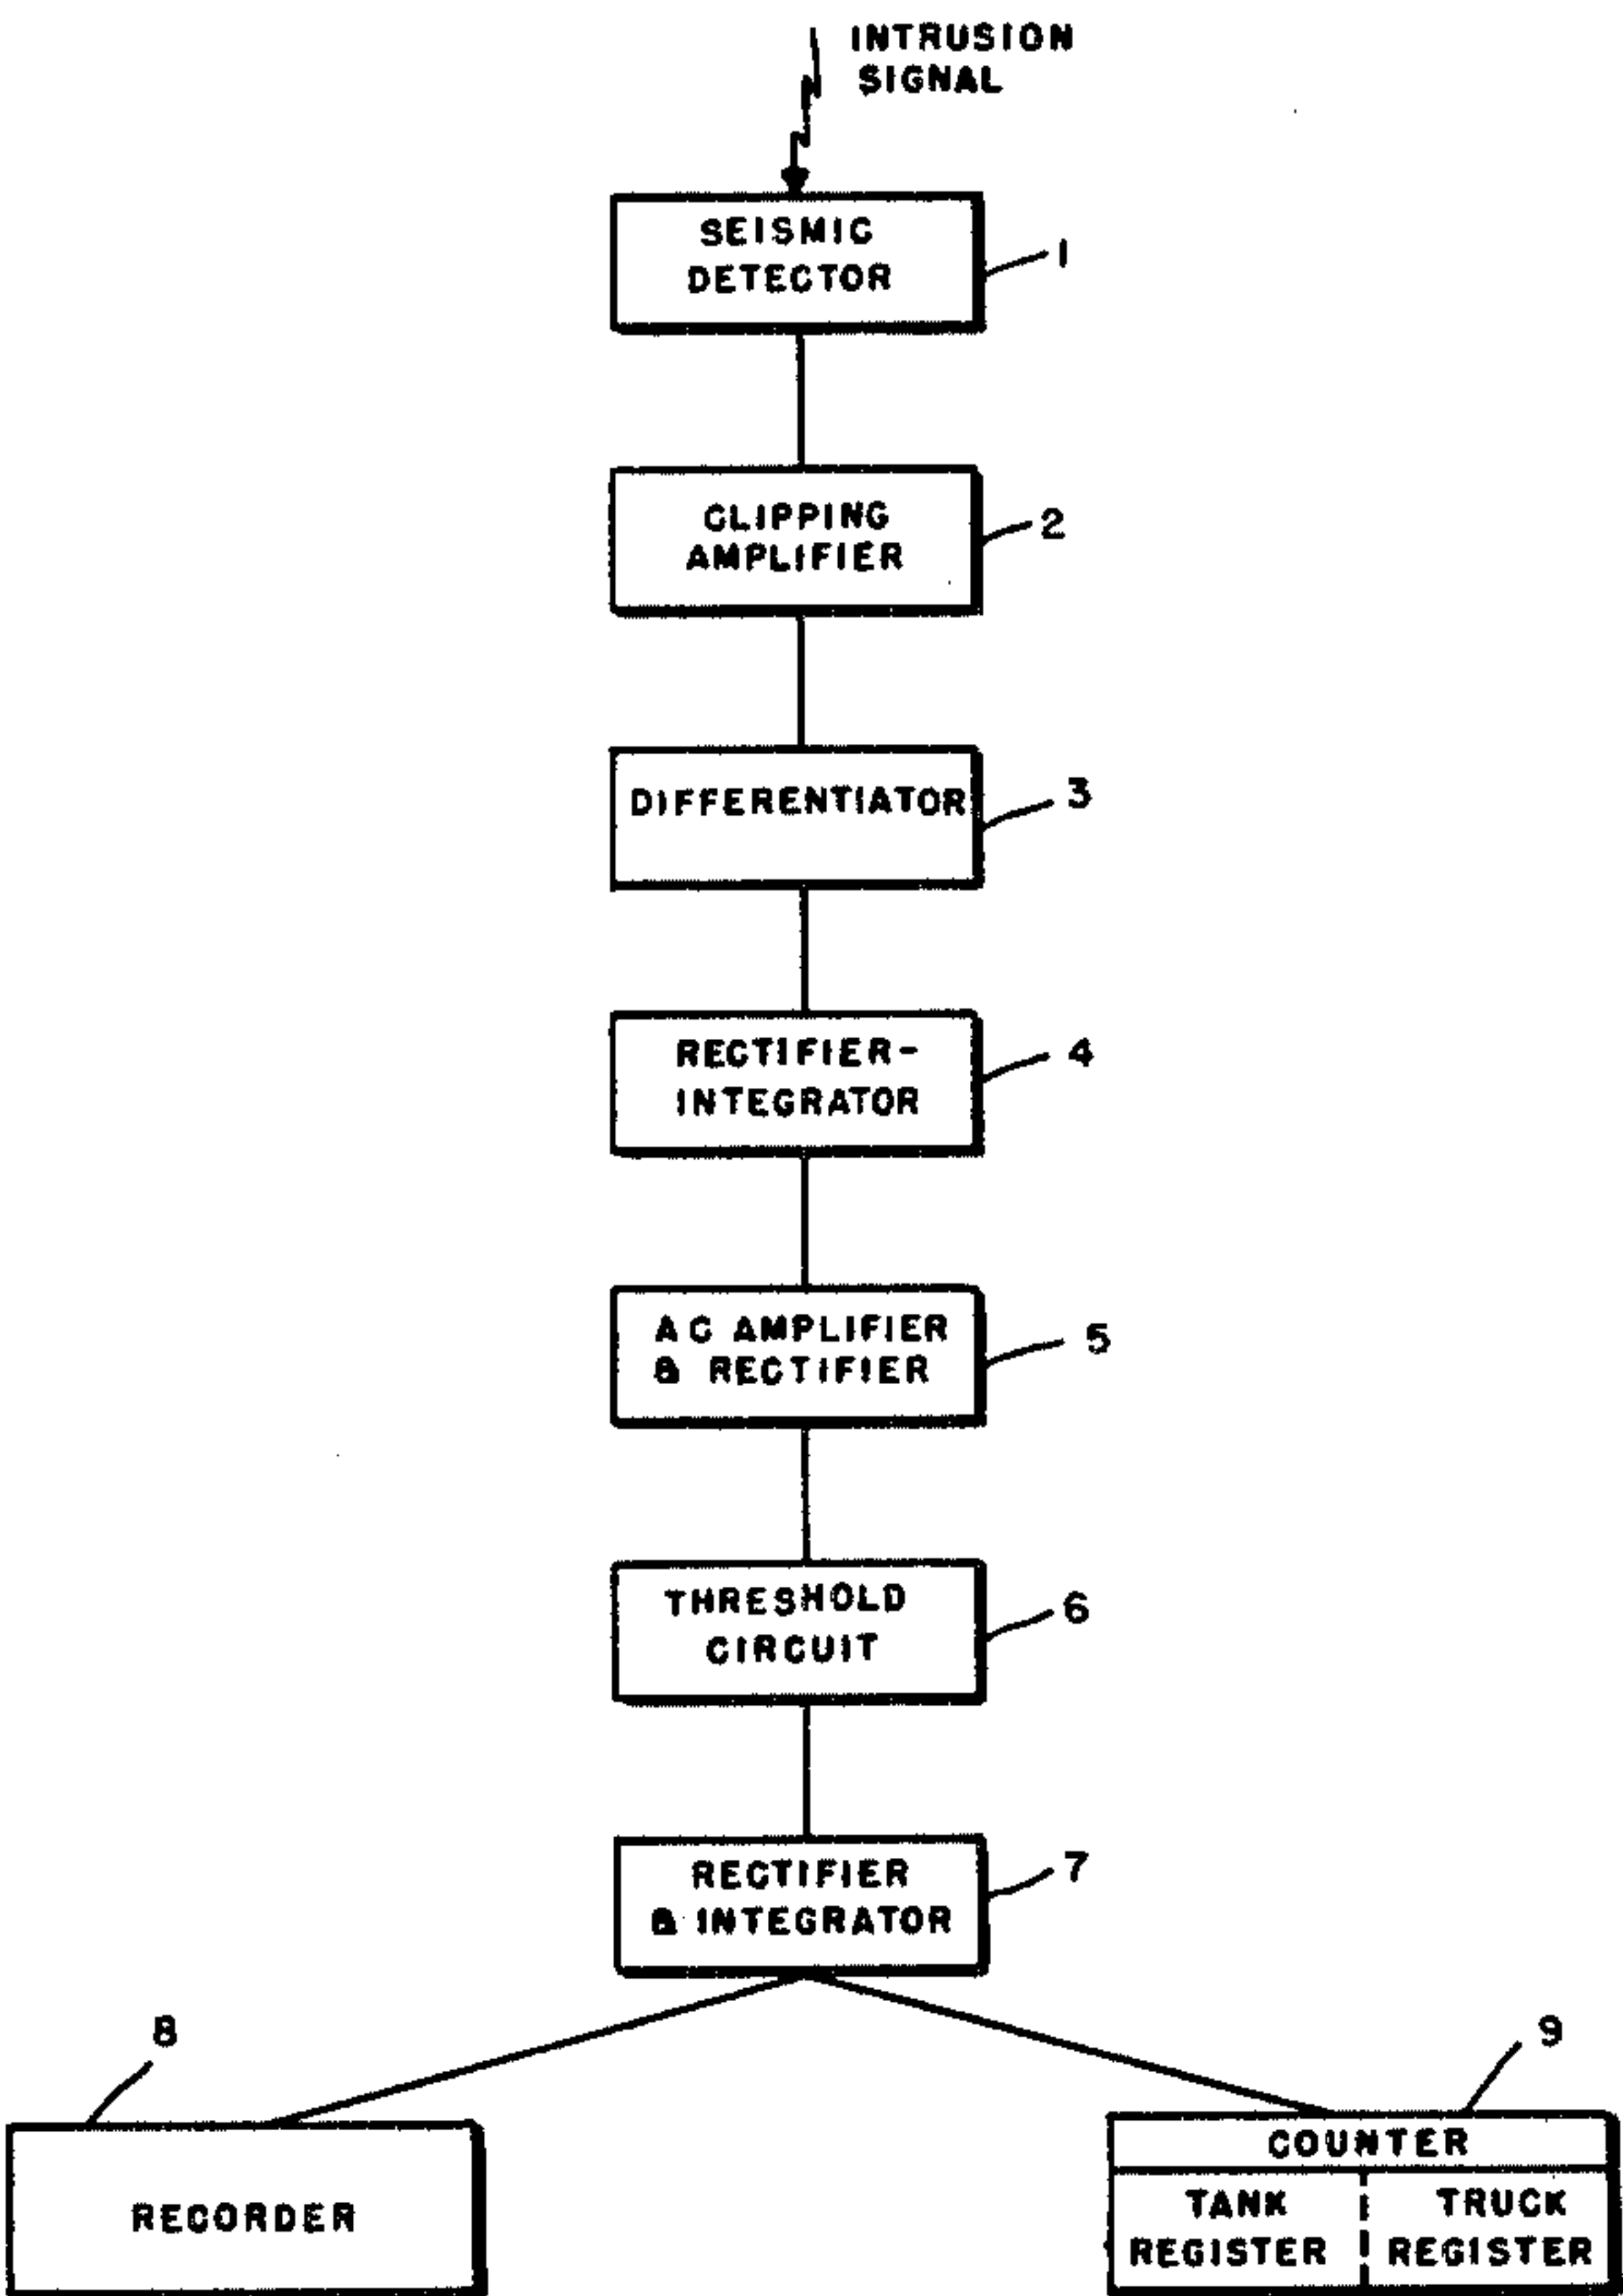 INTRUSION
SIGNAL
SEISMIC
DETECTOR
1
CLIPPING
AMPLIFIER
2
DIFFERENTIATOR
3
RECTIFIER-
INTEGRATOR
4
AC AMPLIFIER
& RECTIFIER
5
THRESHOLD
CIRCUIT
6
RECTIFIER
& INTEGRATOR
7
8
RECORDER
9
COUNTER
TANK
REGISTER
TRUCK
REGISTER